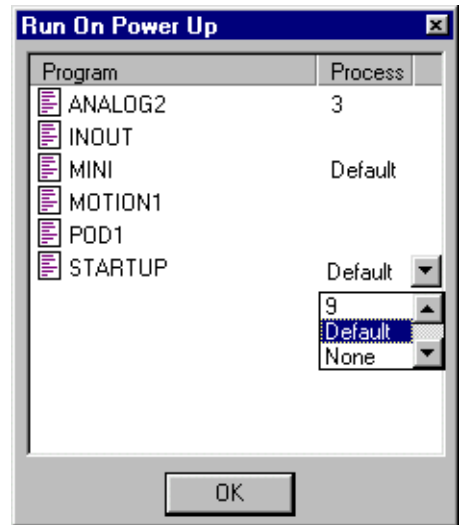 Run On Power Up
Program Process
ANALOG2 3
INOUT
MINI Default
MOTION1
POD1
STARTUP Default
9
Default
None
OK